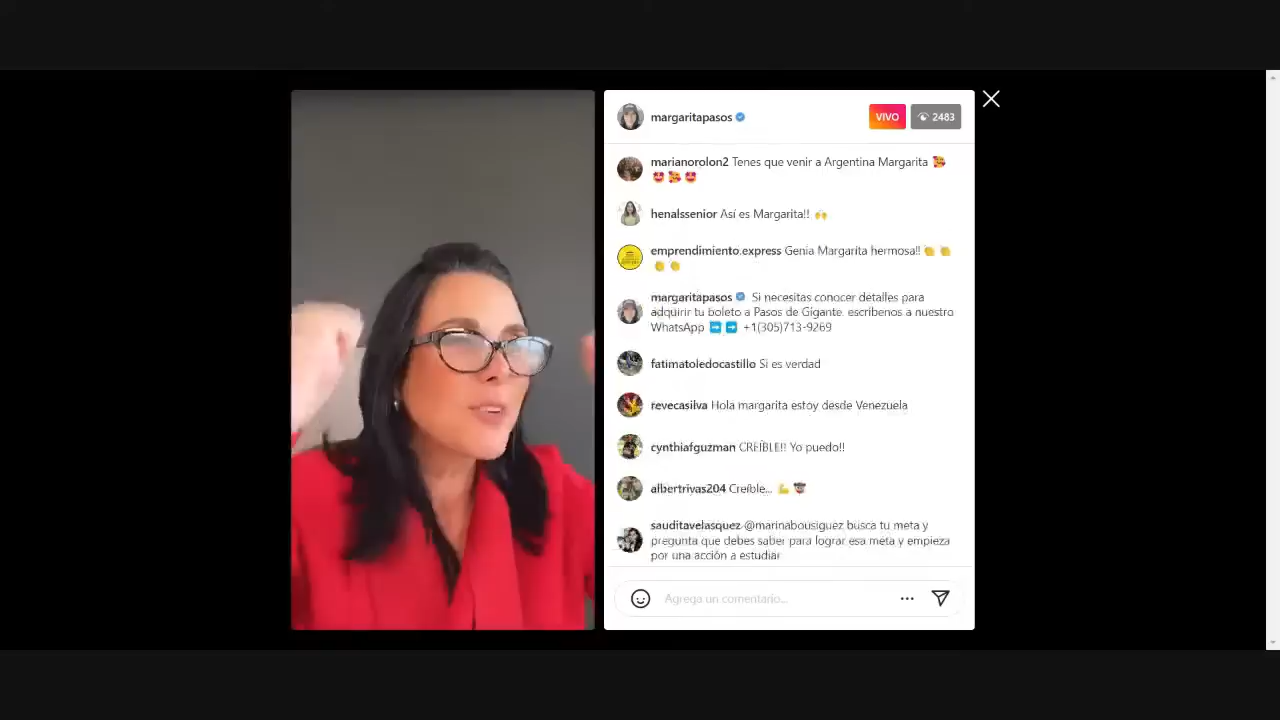 margaritapasos
VIVO
2483
marianorolon2 Tenes que venir a Argentina Margarita 🥰
🤩 🥰 🤩
henalssenior Así es Margarita!! 🙌
emprendimiento.express Genia Margarita hermosa!! 👏 👏
👏 👏
margaritapasos Si necesitas conocer detalles para
adquirir tu boleto a Pasos de Gigante. escríbenos a nuestro
WhatsApp ➡️ ➡️ +1(305)713-9269
fatimatoledocastillo Si es verdad
revecasilva Hola margarita estoy desde Venezuela
cynthiafguzman CREÍBLE!! Yo puedo!!
albertrivas204 Creíble... 💪 🤠
sauditavelasquez @marinabousiguez busca tu meta y
pregunta que debes saber para lograr esa meta y empieza
por una acción a estudiar
Agrega un comentario...